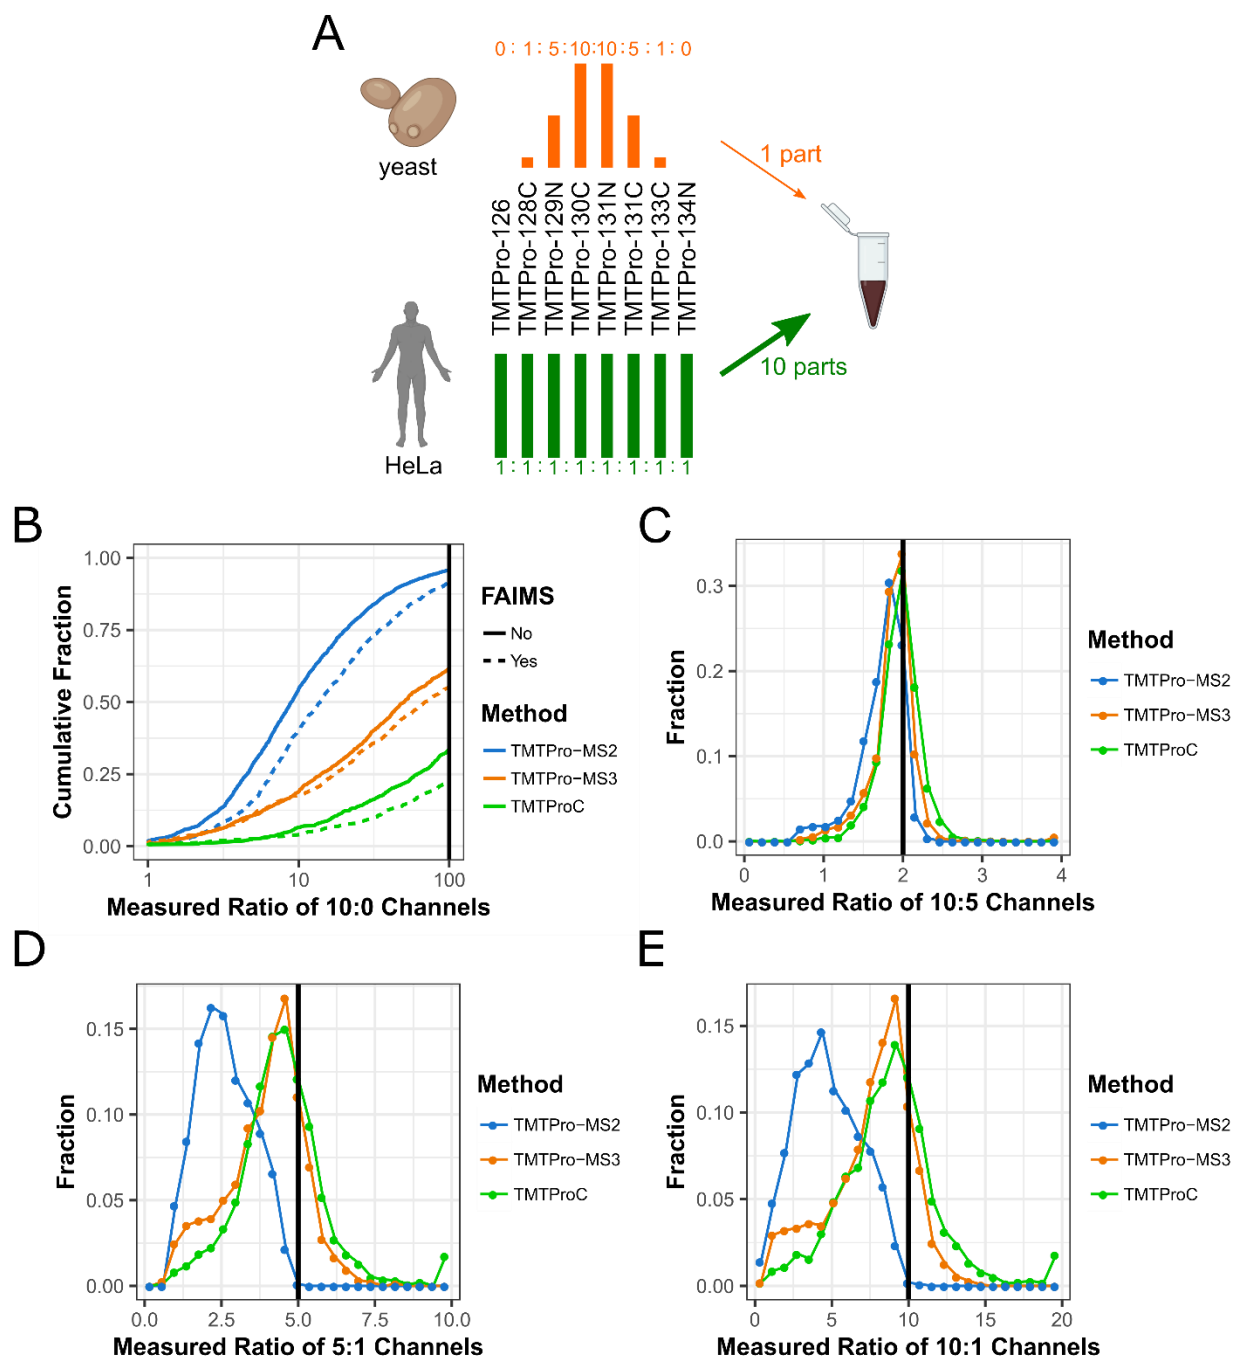 A
0 : 1 : 5 : 10 : 10 : 5 : 1 : 0
yeast
1 part
TMTPro-126
TMTPro-128C
TMTPro-129N
TMTPro-130C
TMTPro-131N
TMTPro-131C
TMTPro-133C
TMTPro-134N
10 parts
HeLa
1 : 1 : 1 : 1 : 1 : 1 : 1 : 1
B
Cumulative Fraction
1.00
0.75
0.50
0.25
0.00
1 10 100
Measured Ratio of 10:0 Channels
FAIMS
No
Yes
Method
TMTPro-MS2
TMTPro-MS3
TMTProC
C
Fraction
0.3
0.2
0.1
0.0
0 1 2 3 4
Measured Ratio of 10:5 Channels
Method
TMTPro-MS2
TMTPro-MS3
TMTProC
D
Fraction
0.15
0.10
0.05
0.00
0.0 2.5 5.0 7.5 10.0
Measured Ratio of 5:1 Channels
Method
TMTPro-MS2
TMTPro-MS3
TMTProC
E
Fraction
0.15
0.10
0.05
0.00
0 5 10 15 20
Measured Ratio of 10:1 Channels
Method
TMTPro-MS2
TMTPro-MS3
TMTProC